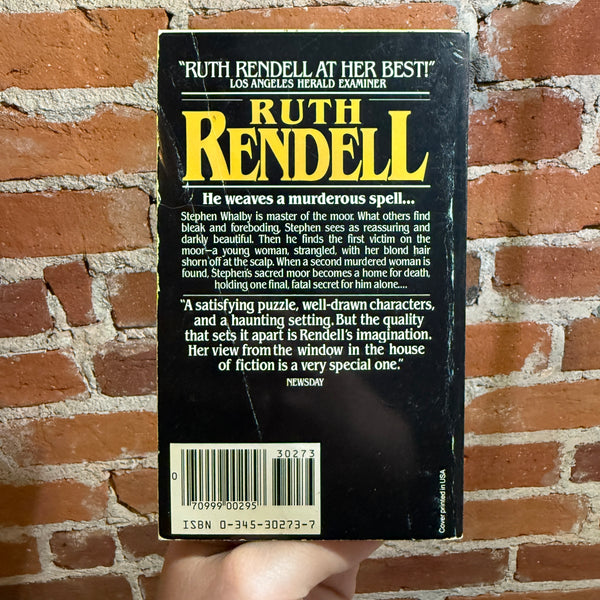 "RUTH RENDELL AT HER BEST!"
LOS ANGELES HERALD EXAMINER
RUTH
RENDELL
He weaves a murderous spell...
Stephen Whalby is master of the moor. What others find
bleak and foreboding, Stephen sees as reassuring and
darkly beautiful. Then he finds the first victim on the
moor—a young woman, strangled, with her blond hair
shorn off at the scalp. When a second murdered woman is
found, Stephen's sacred moor becomes a home for death,
holding one final, fatal secret for him alone....
"A satisfying puzzle, well-drawn characters,
and a haunting setting. But the quality
that sets it apart is Rendell's imagination.
Her view from the window in the house
of fiction is a very special one."
NEWSDAY
30273
0
70999 00295
ISBN 0-345-30273-7
Cover printed in USA